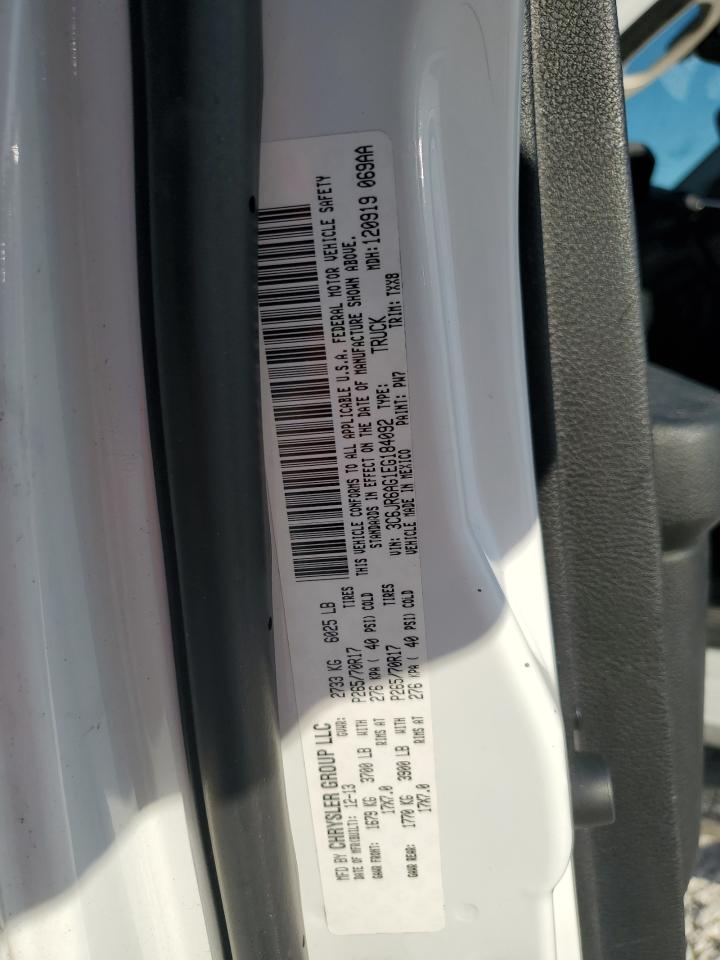 MFD BY CHRYSLER GROUP LLC
DATE OF MFR(BUILT): 12-13 GVWR: 2733 KG 6025 LB
GAWR FRONT: 1679 KG 3700 LB WITH P265/70R17 TIRES
17X7.0 RIMS AT 276 KPA ( 40 PSI) COLD
GAWR REAR: 1770 KG 3900 LB WITH P265/70R17 TIRES
17X7.0 RIMS AT 276 KPA ( 40 PSI) COLD
THIS VEHICLE CONFORMS TO ALL APPLICABLE U.S.A. FEDERAL MOTOR VEHICLE SAFETY
STANDARDS IN EFFECT ON THE DATE OF MANUFACTURE SHOWN ABOVE.
VIN: 3C6JR6AG1EG184092 TYPE: TRUCK MDH: 120919 069AA
VEHICLE MADE IN MEXICO PAINT: PW7 TRIM: TXX8